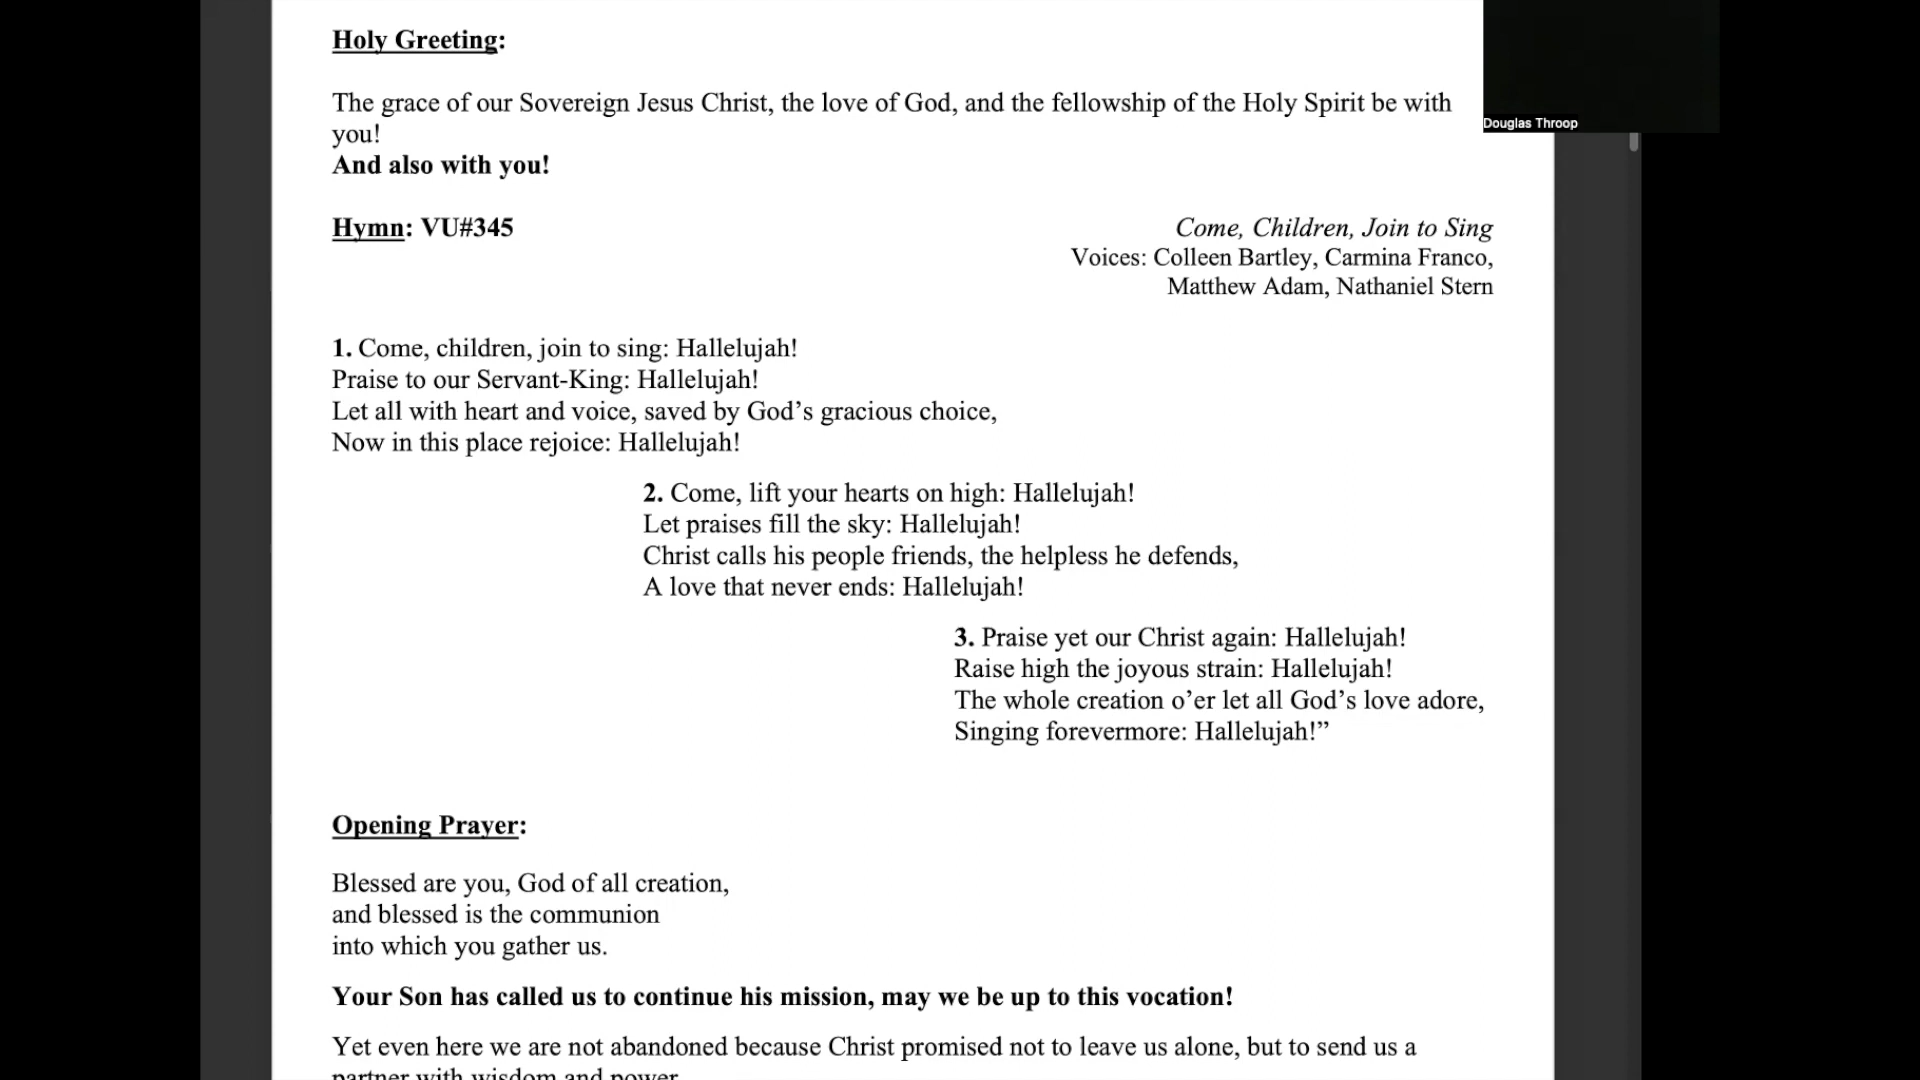 Holy Greeting:
The grace of our Sovereign Jesus Christ, the love of God, and the fellowship of the Holy Spirit be with
you!
And also with you!
Douglas Throop
Hymn: VU#345
Come, Children, Join to Sing
Voices: Colleen Bartley, Carmina Franco,
Matthew Adam, Nathaniel Stern
1. Come, children, join to sing: Hallelujah!
Praise to our Servant-King: Hallelujah!
Let all with heart and voice, saved by God’s gracious choice,
Now in this place rejoice: Hallelujah!
2. Come, lift your hearts on high: Hallelujah!
Let praises fill the sky: Hallelujah!
Christ calls his people friends, the helpless he defends,
A love that never ends: Hallelujah!
3. Praise yet our Christ again: Hallelujah!
Raise high the joyous strain: Hallelujah!
The whole creation o’er let all God’s love adore,
Singing forevermore: Hallelujah!”
Opening Prayer:
Blessed are you, God of all creation,
and blessed is the communion
into which you gather us.
Your Son has called us to continue his mission, may we be up to this vocation!
Yet even here we are not abandoned because Christ promised not to leave us alone, but to send us a
partner with wisdom and power